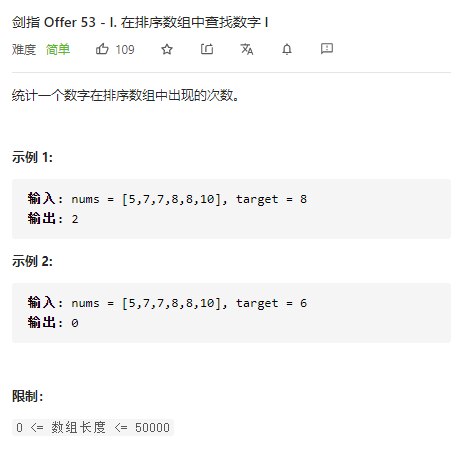 剑指 Offer 53 - I. 在排序数组中查找数字 I
难度 简单 109
统计一个数字在排序数组中出现的次数。
示例 1:
输入: nums = [5,7,7,8,8,10], target = 8
输出: 2
示例 2:
输入: nums = [5,7,7,8,8,10], target = 6
输出: 0
限制：
0 <= 数组长度 <= 50000